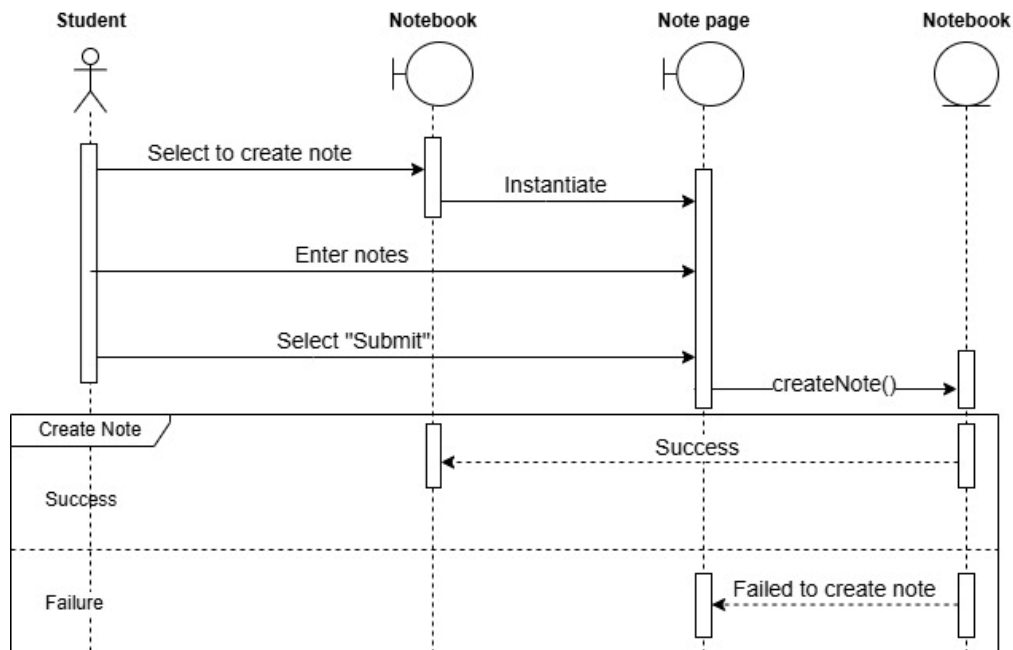 Student
Notebook
Note page
Notebook
Select to create note
Instantiate
Enter notes
Select "Submit"
createNote()
Create Note
Success
Success
Failed to create note
Failure